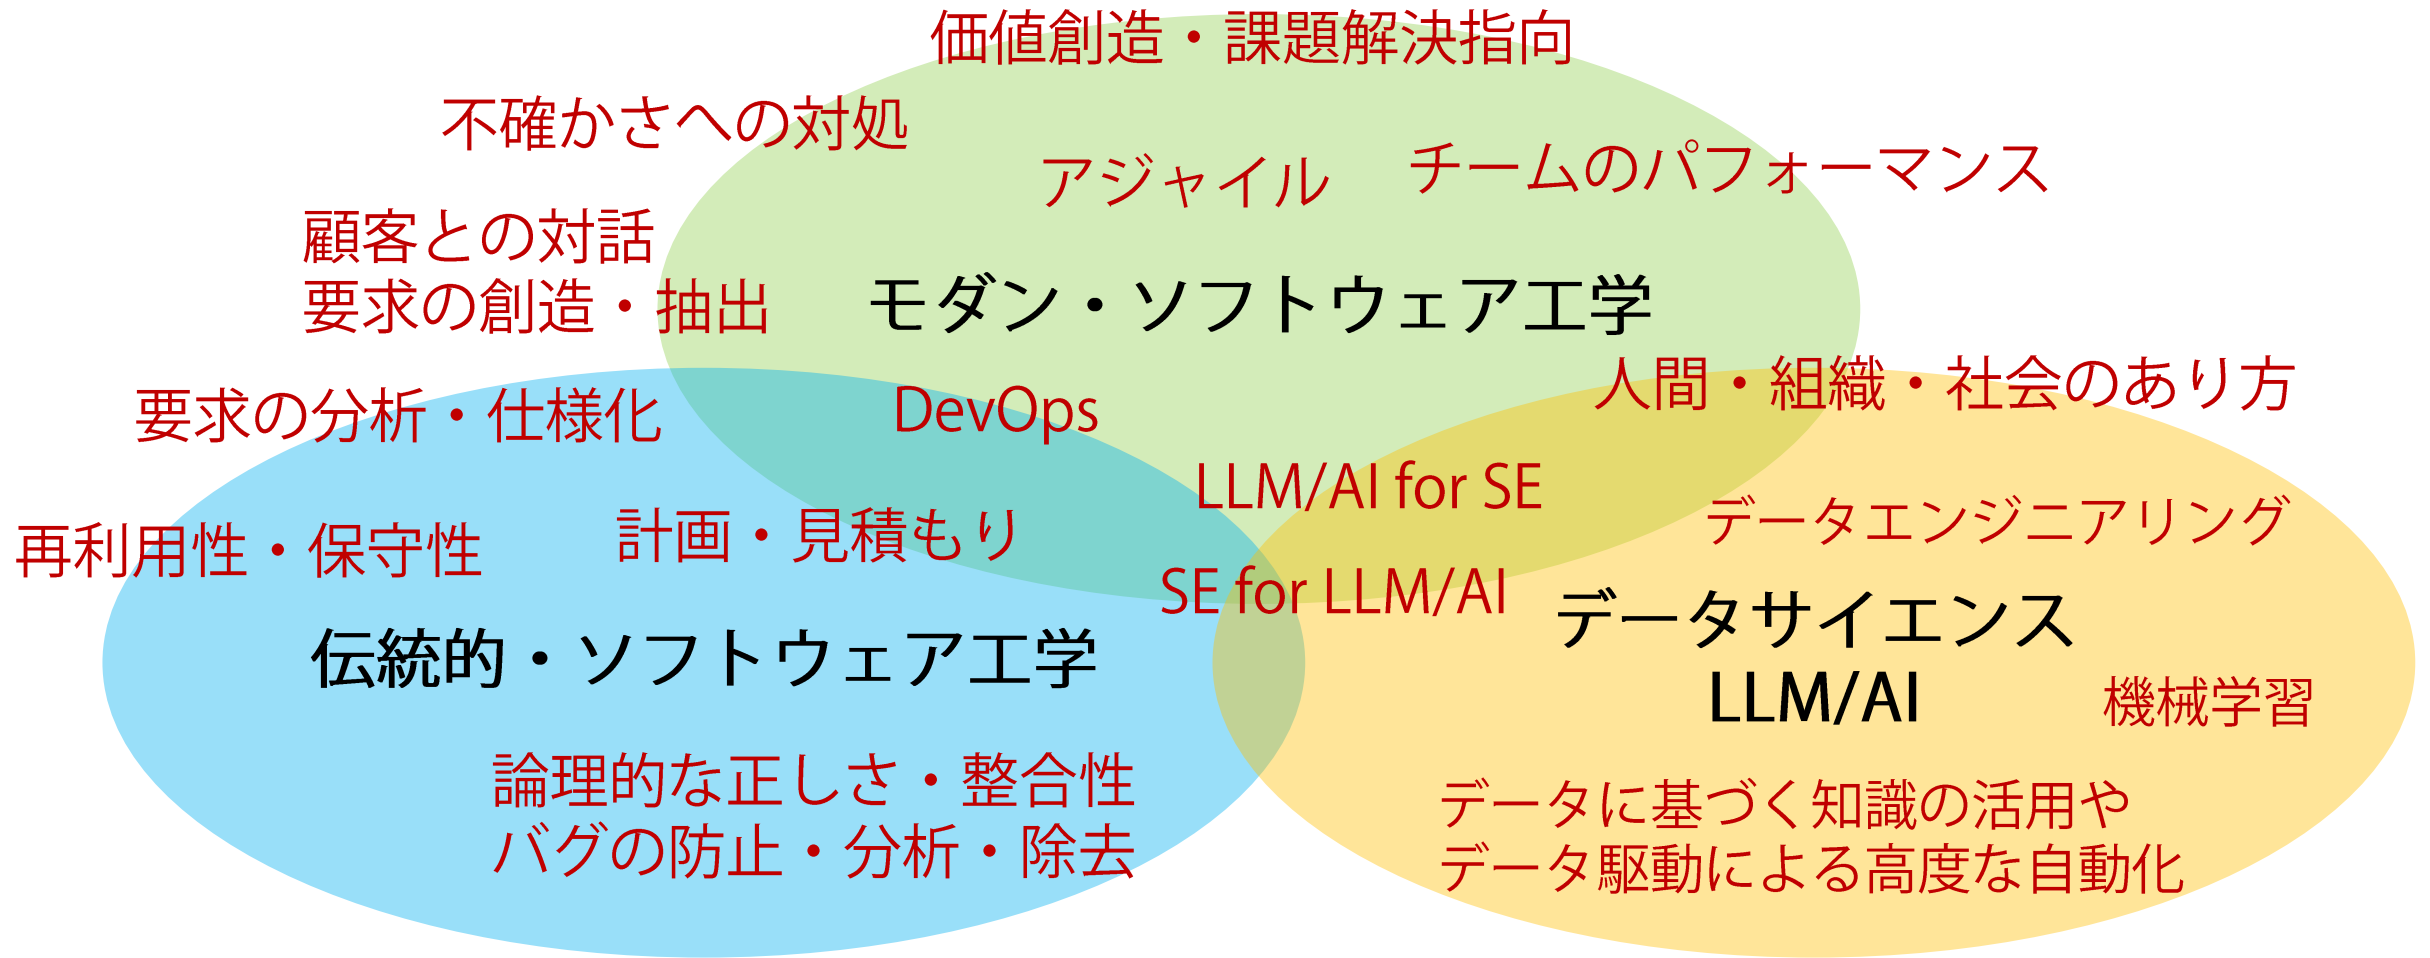 価値創造・課題解決指向
不確かさへの対処
アジャイル
チームのパフォーマンス
顧客との対話
要求の創造・抽出
モダン・ソフトウェア工学
人間・組織・社会のあり方
要求の分析・仕様化
DevOps
LLM/AI for SE
データエンジニアリング
再利用性・保守性
計画・見積もり
SE for LLM/AI
データサイエンス
LLM/AI
伝統的・ソフトウェア工学
機械学習
論理的な正しさ・整合性
バグの防止・分析・除去
データに基づく知識の活用や
データ駆動による高度な自動化